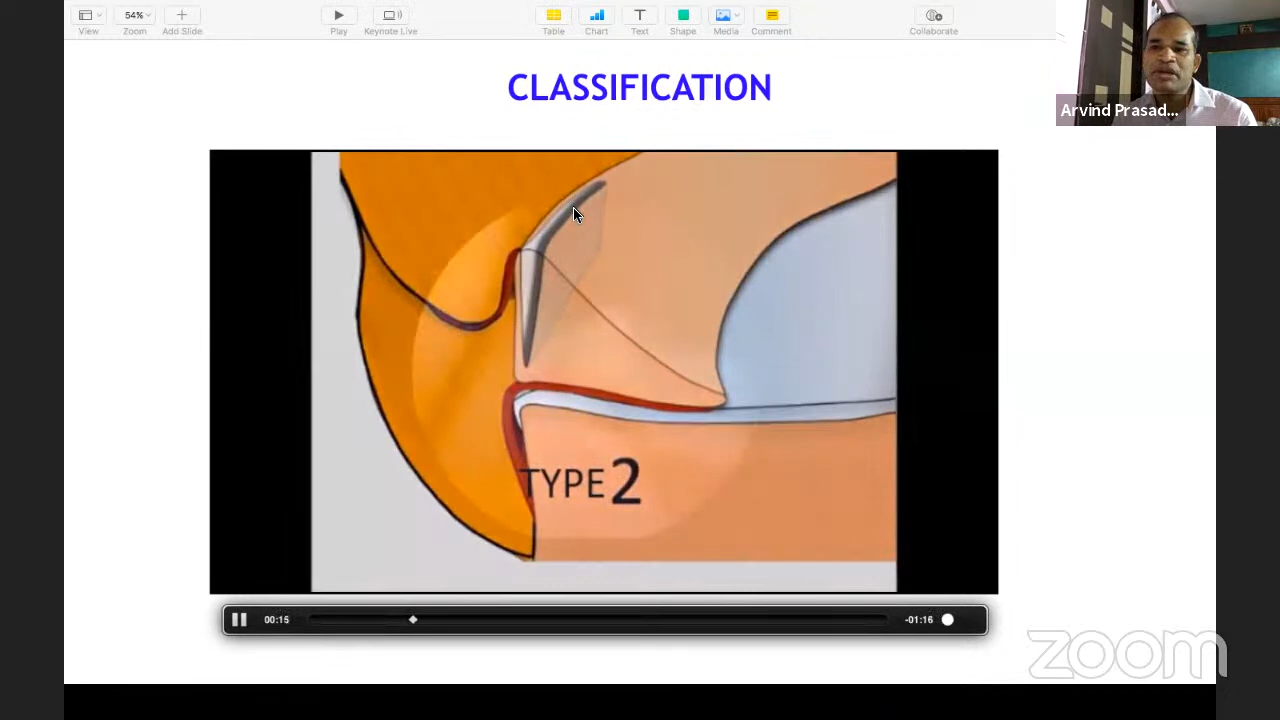 54%
View
Zoom
Add Slide
Play
Keynote Live
Table
Chart
Text
Shape
Media
Comment
Collaborate
Arvind Prasad...
CLASSIFICATION
TYPE 2
00:15
-01:16
zoom